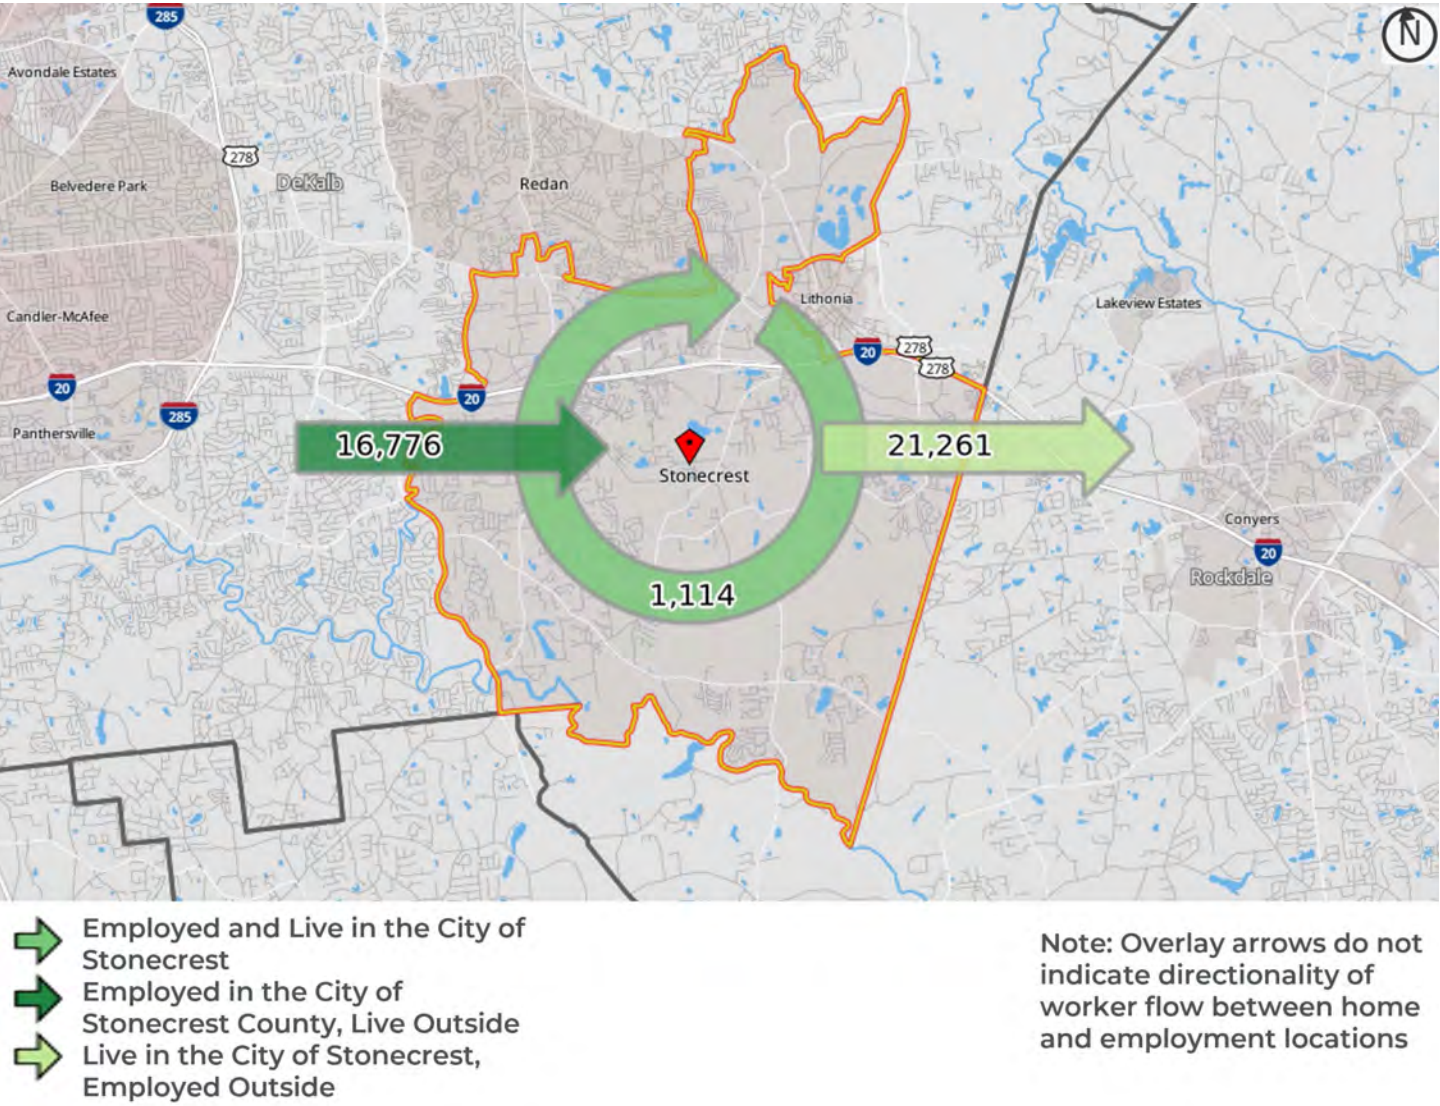 285
N
Avondale Estates
278
Belvedere Park
DeKalb
Redan
Candler-McAfee
Lithonia
Lakeview Estates
20
278
278
20
20
285
Panthersville
16,776
21,261
Stonecrest
Conyers
20
Rockdale
1,114
Employed and Live in the City of
Stonecrest
Employed in the City of
Stonecrest County, Live Outside
Live in the City of Stonecrest,
Employed Outside
Note: Overlay arrows do not
indicate directionality of
worker flow between home
and employment locations